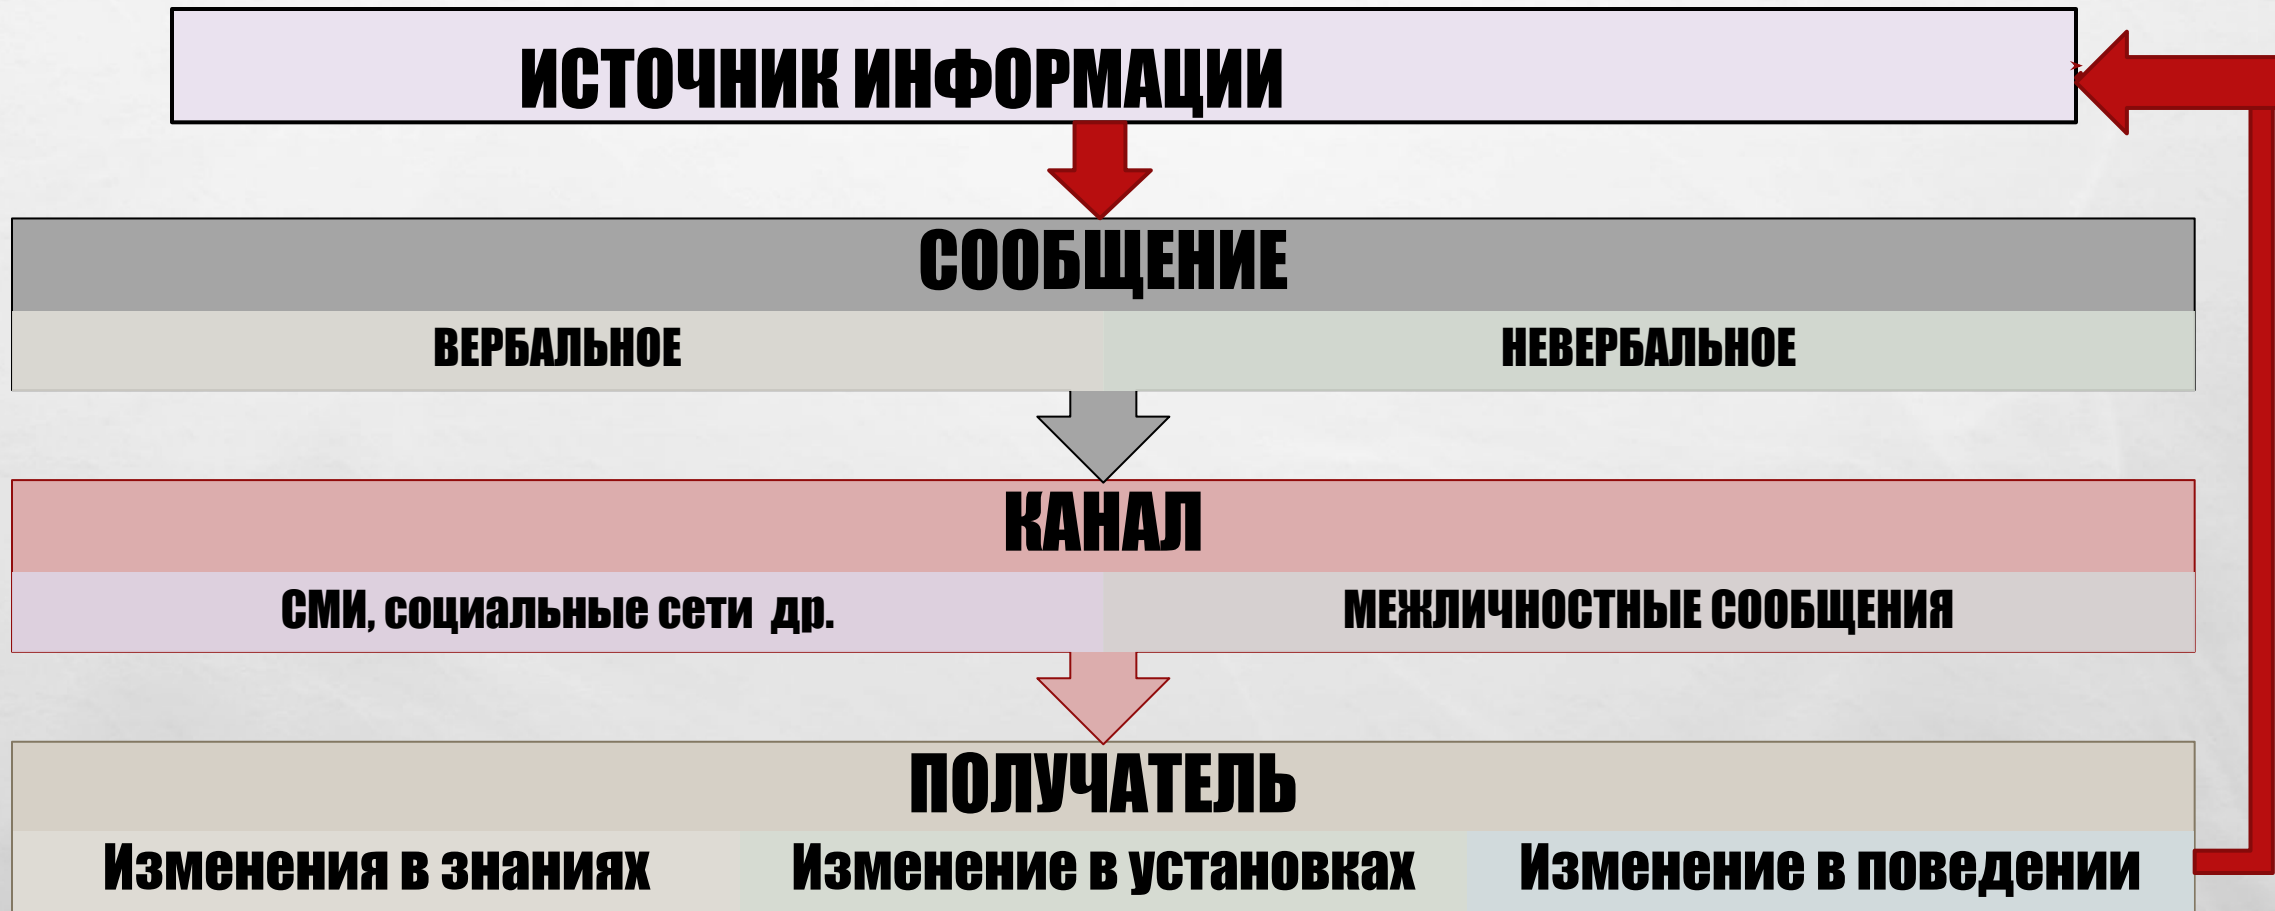 ИСТОЧНИК ИНФОРМАЦИИ
СООБЩЕНИЕ
ВЕРБАЛЬНОЕ
НЕВЕРБАЛЬНОЕ
КАНАЛ
СМИ, социальные сети др.
МЕЖЛИЧНОСТНЫЕ СООБЩЕНИЯ
ПОЛУЧАТЕЛЬ
Изменения в знаниях
Изменение в установках
Изменение в поведении